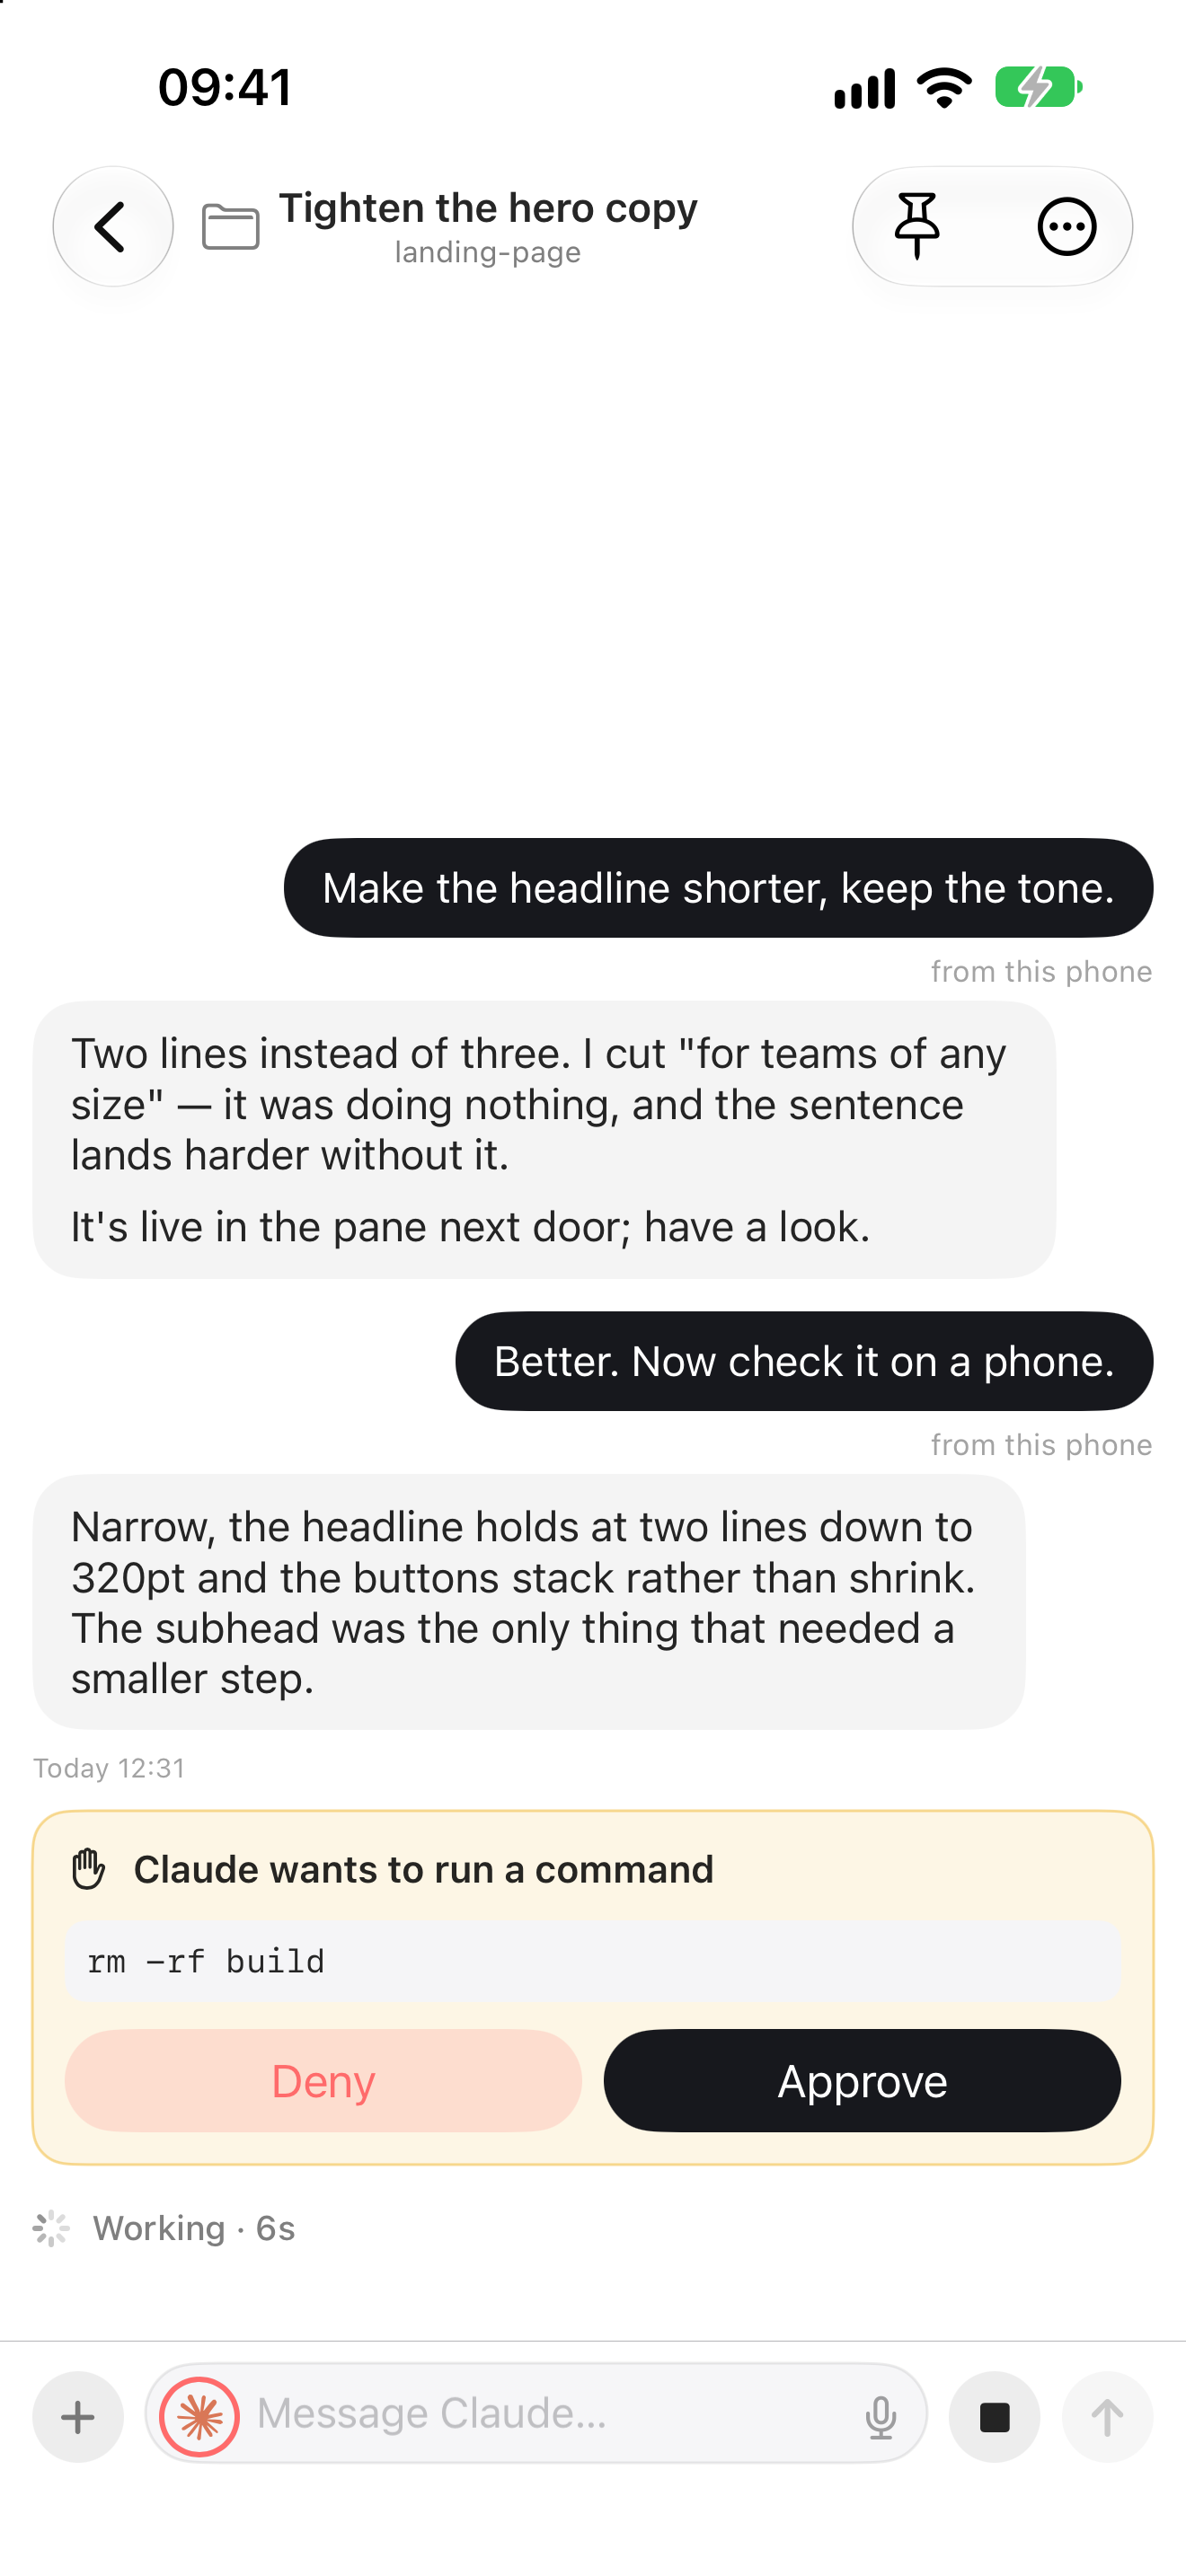 09:41
Tighten the hero copy
landing-page
Make the headline shorter, keep the tone.
from this phone
Two lines instead of three. I cut "for teams of any
size" — it was doing nothing, and the sentence
lands harder without it.
It's live in the pane next door; have a look.
Better. Now check it on a phone.
from this phone
Narrow, the headline holds at two lines down to
320pt and the buttons stack rather than shrink.
The subhead was the only thing that needed a
smaller step.
Today 12:31
Claude wants to run a command
rm -rf build
Deny
Approve
Working · 6s
Message Claude...